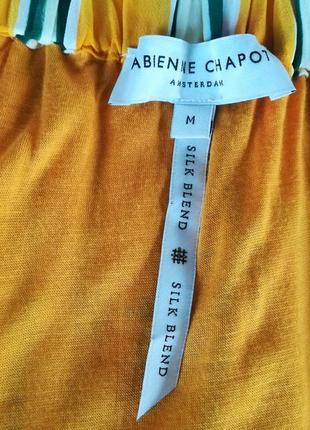 ABIENNE CHAPOT
AMSTERDAM
M
SILK BLEND
SILK BLEND